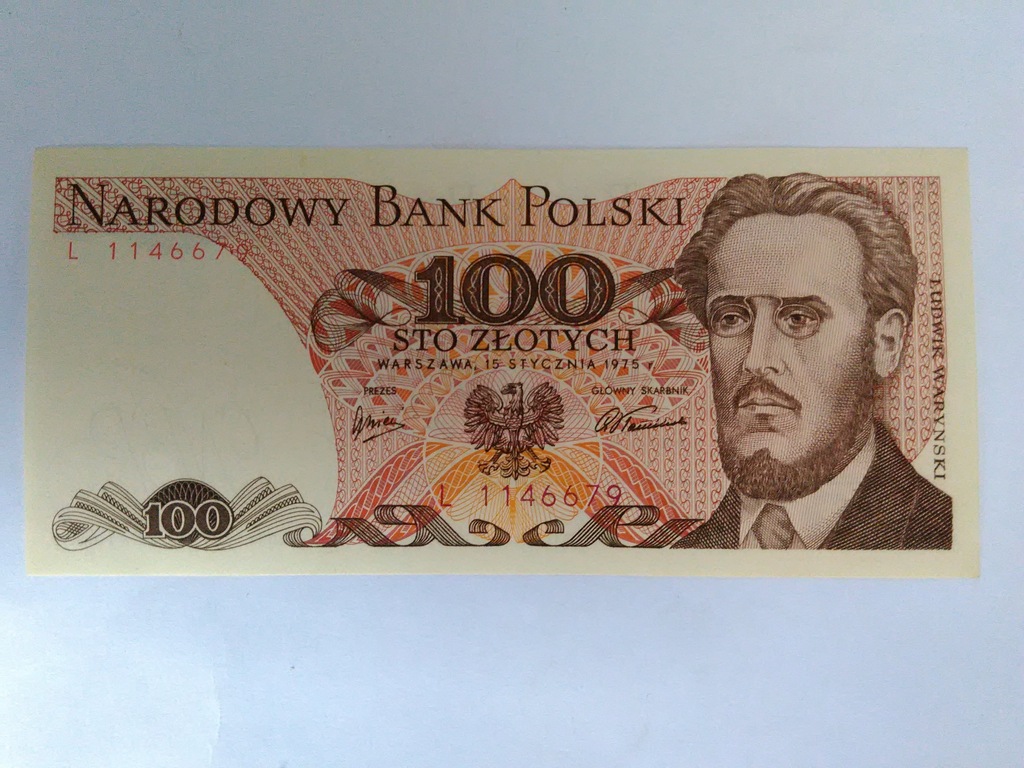 NARODOWY BANK POLSKI
L 1146679
100
STO ZŁOTYCH
WARSZAWA, 15 STYCZNIA 1975 r.
PREZES
GŁÓWNY SKARBNIK
L 1146679
100
LUDWIK WARYŃSKI